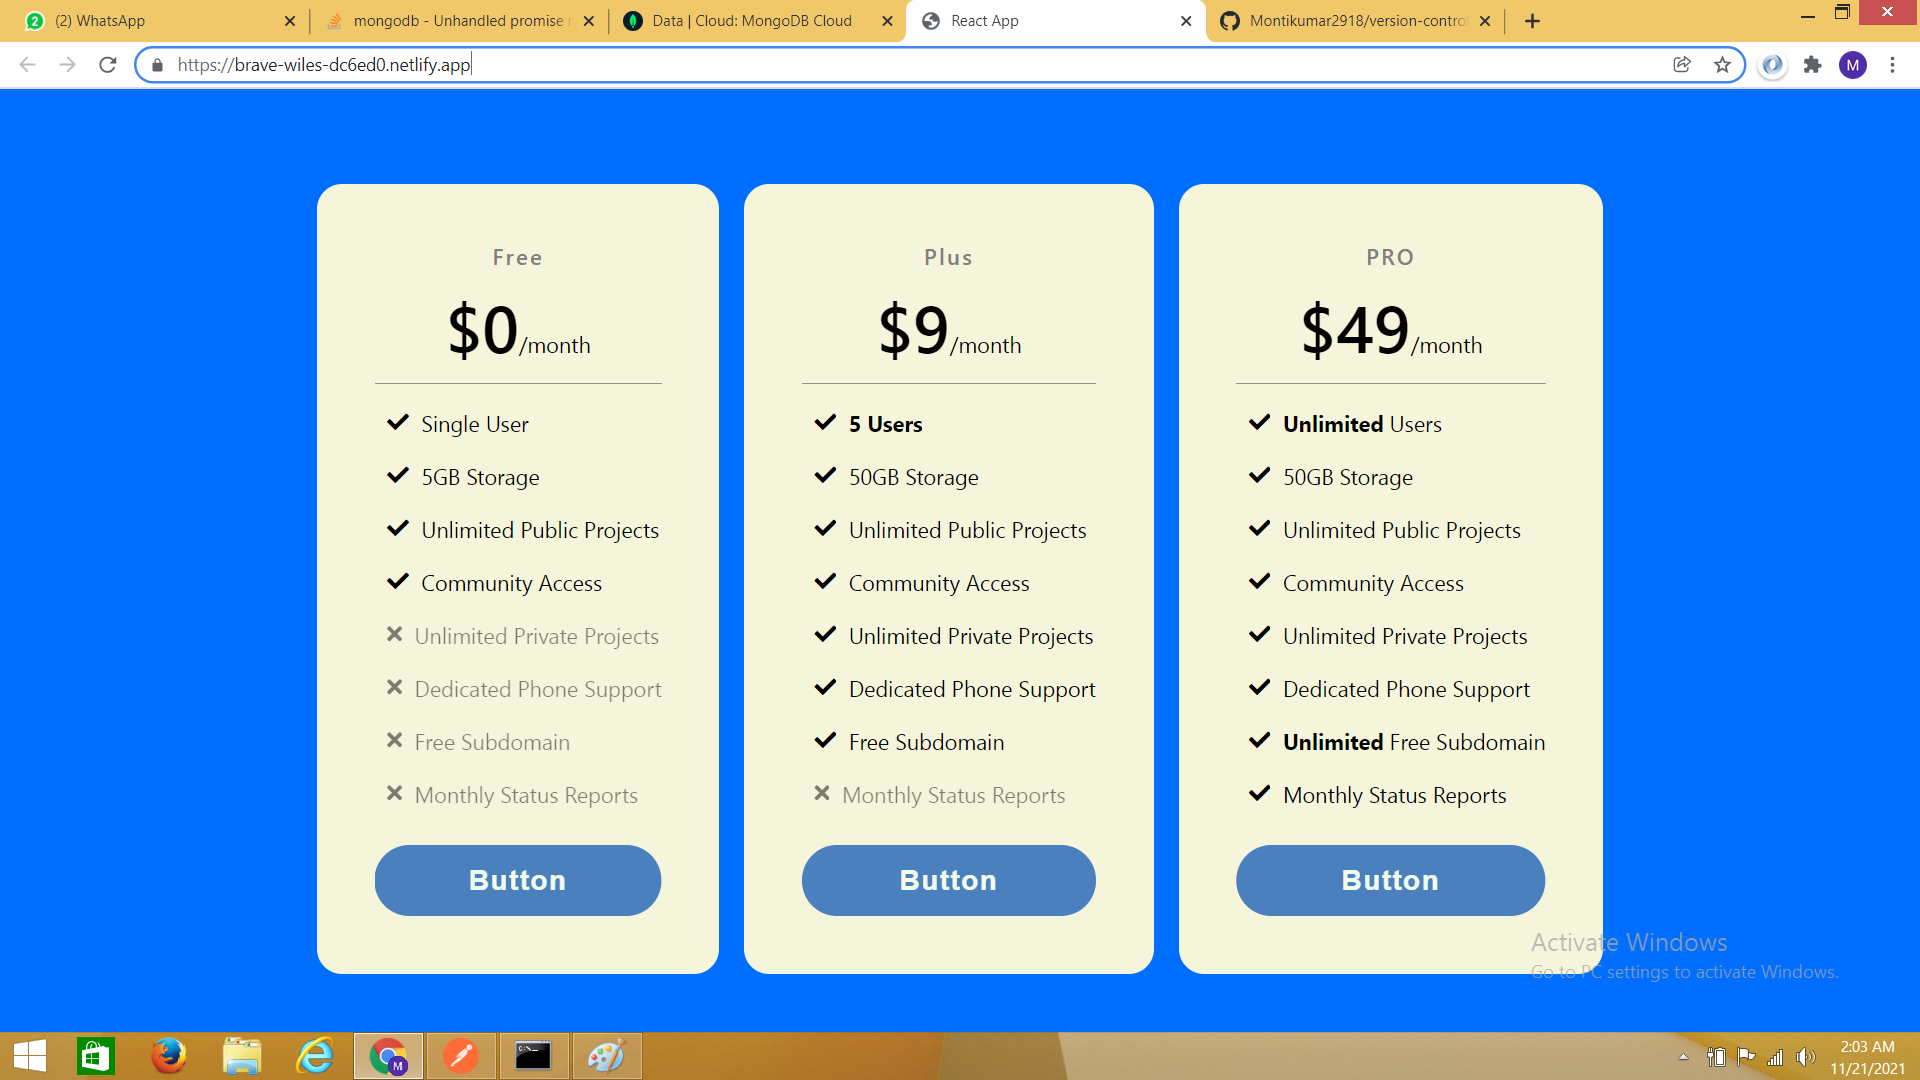 (2) WhatsApp
mongodb - Unhandled promise r
Data | Cloud: MongoDB Cloud
React App
Montikumar2918/version-contro
https://brave-wiles-dc6ed0.netlify.app
M
Free
$0/month
Single User
5GB Storage
Unlimited Public Projects
Community Access
Unlimited Private Projects
Dedicated Phone Support
Free Subdomain
Monthly Status Reports
Button
Plus
$9/month
5 Users
50GB Storage
Unlimited Public Projects
Community Access
Unlimited Private Projects
Dedicated Phone Support
Free Subdomain
Monthly Status Reports
Button
PRO
$49/month
Unlimited Users
50GB Storage
Unlimited Public Projects
Community Access
Unlimited Private Projects
Dedicated Phone Support
Unlimited Free Subdomain
Monthly Status Reports
Button
Activate Windows
Go to PC settings to activate Windows.
M
2:03 AM
11/21/2021